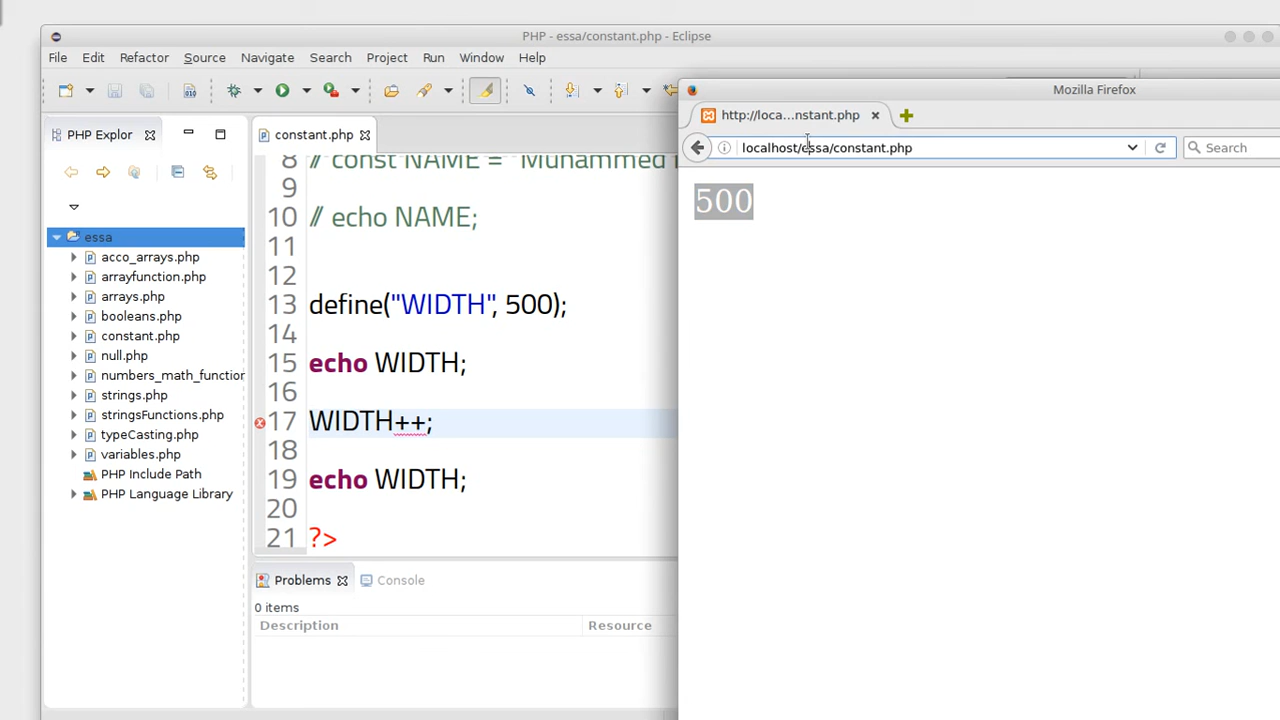 PHP - essa/constant.php - Eclipse
File Edit Refactor Source Navigate Search Project Run Window Help
Mozilla Firefox
http://loca...nstant.php
localhost/essa/constant.php
Search
500
PHP Explor
essa
acco_arrays.php
arrayfunction.php
arrays.php
booleans.php
constant.php
null.php
numbers_math_function
strings.php
stringsFunctions.php
typeCasting.php
variables.php
PHP Include Path
PHP Language Library
constant.php
8 // const NAME = "Muhammed
9
10 // echo NAME;
11
12
13 define("WIDTH", 500);
14
15 echo WIDTH;
16
17 WIDTH++;
18
19 echo WIDTH;
20
21 ?>
Problems Console
0 items
Description Resource